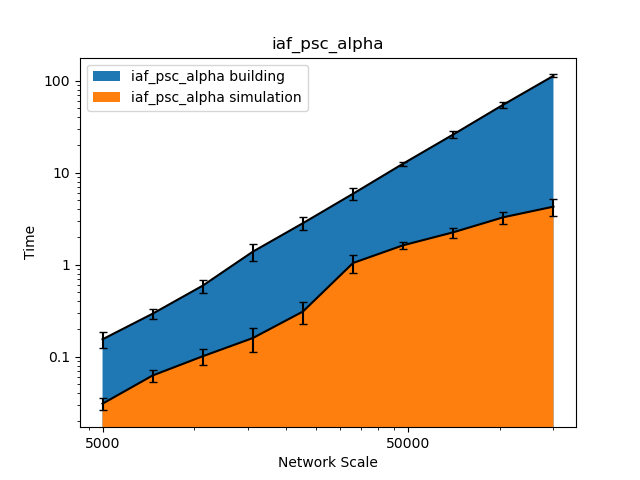 iaf_psc_alpha
iaf_psc_alpha building
iaf_psc_alpha simulation
100
10
1
0.1
Time
5000
50000
Network Scale